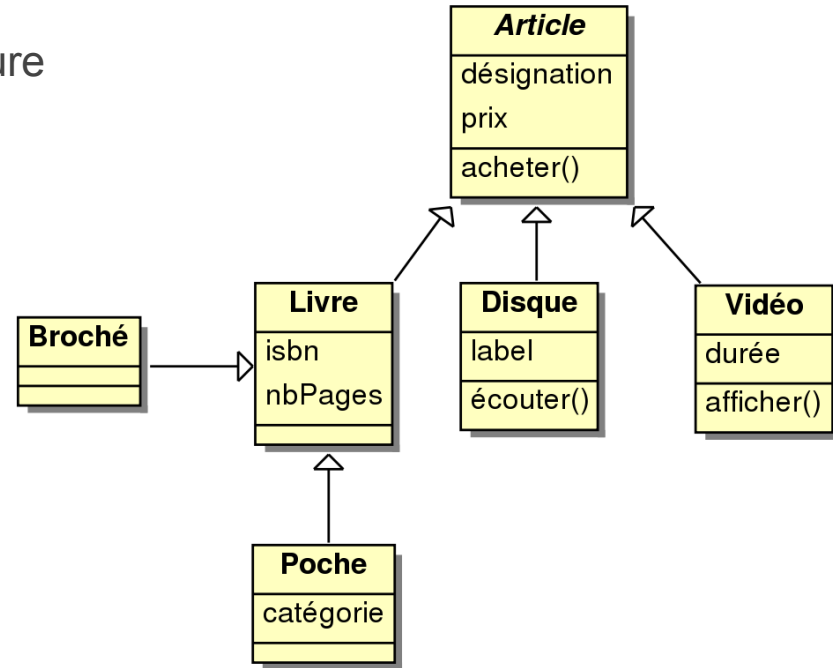 Article
ure
désignation
prix
acheter()
Livre
isbn
nbPages
Disque
label
écouter()
Vidéo
durée
afficher()
Broché
Poche
catégorie